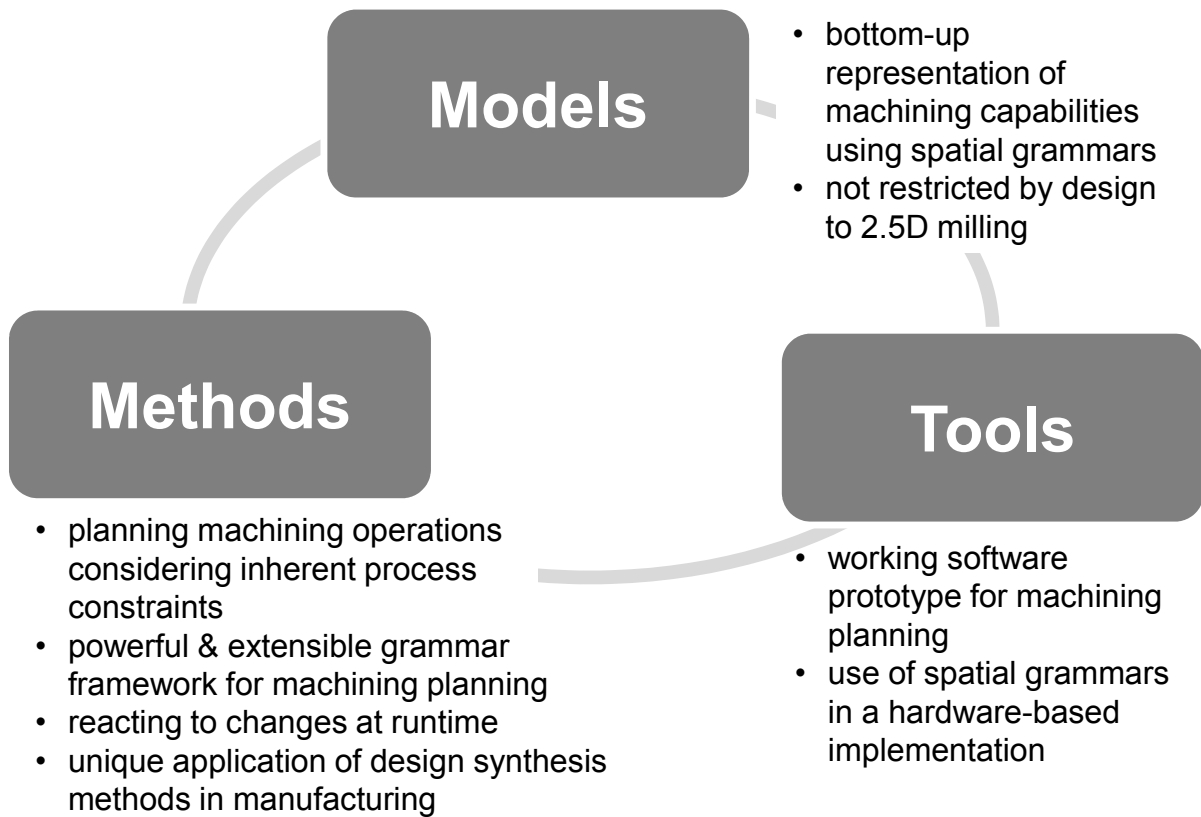 Models
• bottom-up
representation of
machining capabilities
using spatial grammars
• not restricted by design
to 2.5D milling
Methods
• planning machining operations
considering inherent process
constraints
• powerful & extensible grammar
framework for machining planning
• reacting to changes at runtime
• unique application of design synthesis
methods in manufacturing
Tools
• working software
prototype for machining
planning
• use of spatial grammars
in a hardware-based
implementation